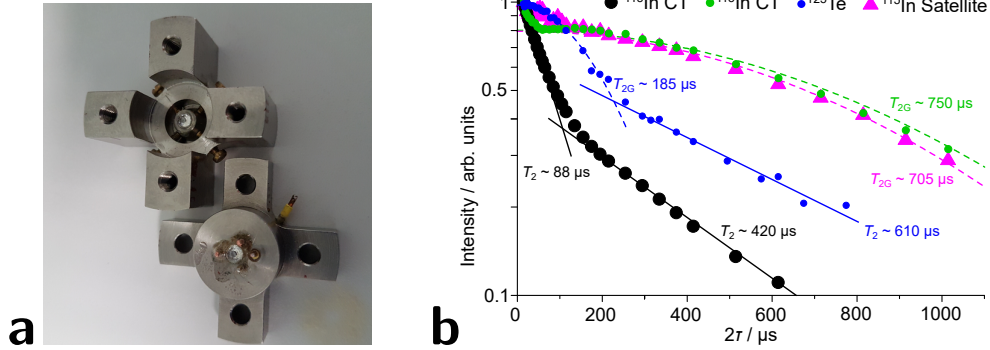 In CT
In CT
Te
In Satellite
1
0.5
0.1
Intensity / arb. units
T2G ~ 185 µs
T2G ~ 750 µs
T2 ~ 88 µs
T2G ~ 705 µs
T2 ~ 420 µs
T2 ~ 610 µs
0
200
400
600
800
1000
2τ / µs
a
b